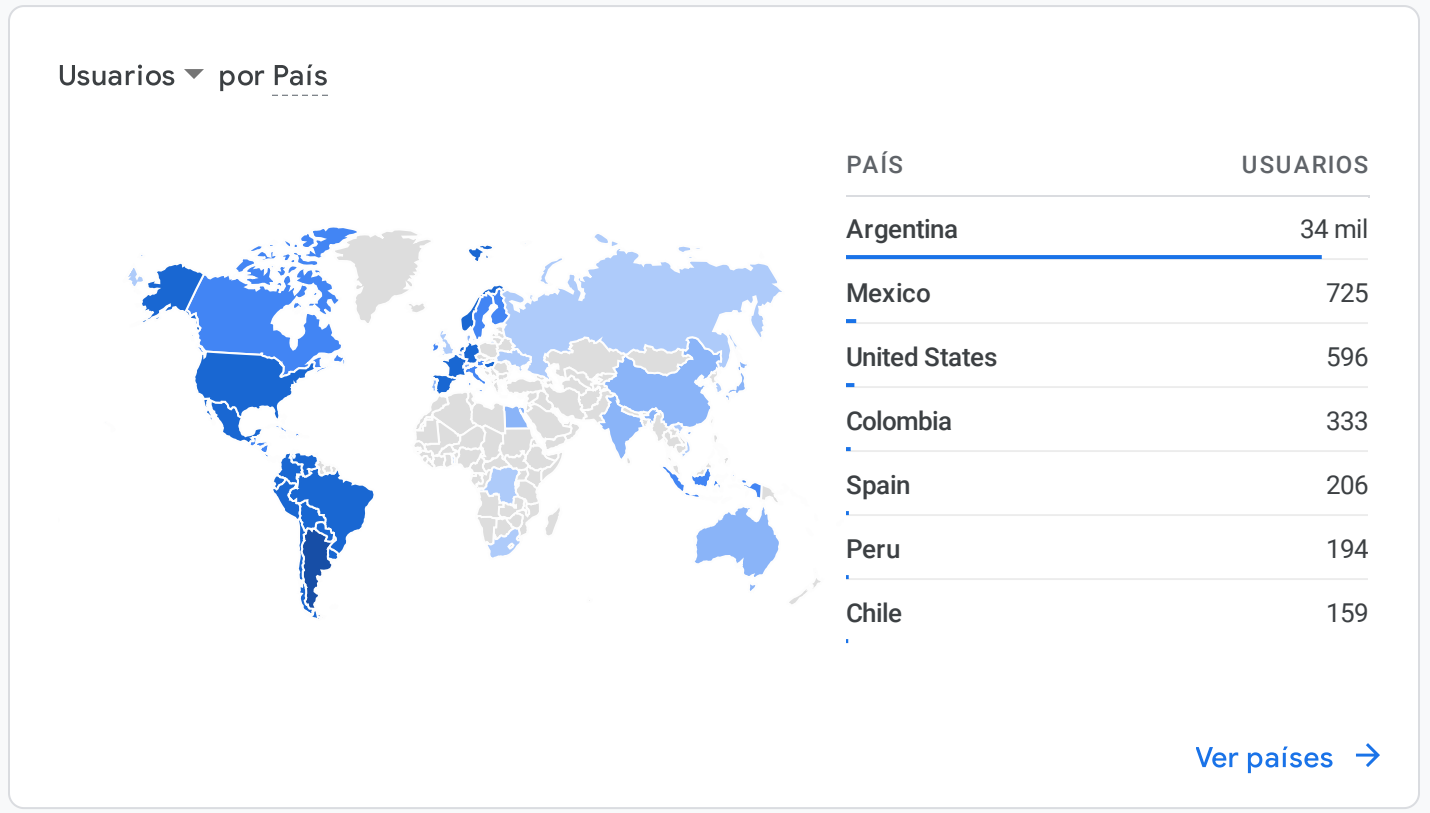 Usuarios por País
PAÍS USUARIOS
Argentina 34 mil
Mexico 725
United States 596
Colombia 333
Spain 206
Peru 194
Chile 159
Ver países